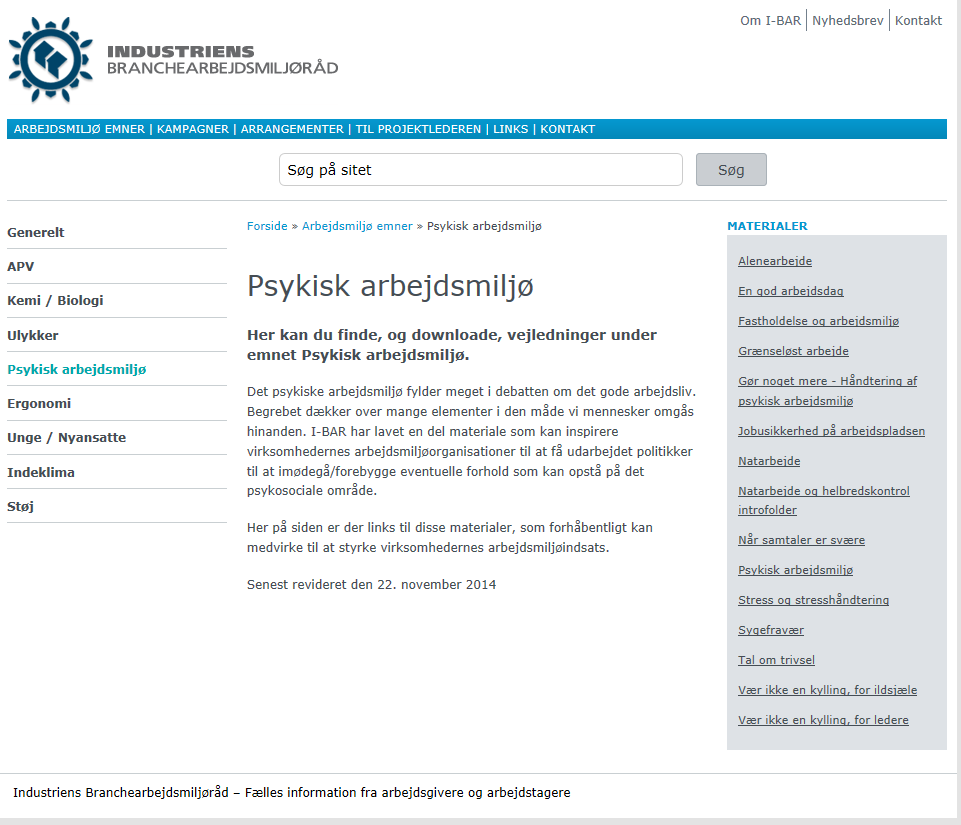 Om I-BAR | Nyhedsbrev | Kontakt
INDUSTRIENS
BRANCHEARBEJDSMILJØRÅD
ARBEJDSMILJØ EMNER | KAMPAGNER | ARRANGEMENTER | TIL PROJEKTLEDEREN | LINKS | KONTAKT
Søg på sitet
Søg
Generelt
APV
Kemi / Biologi
Ulykker
Psykisk arbejdsmiljø
Ergonomi
Unge / Nyansatte
Indeklima
Støj
Forside » Arbejdsmiljø emner » Psykisk arbejdsmiljø
Psykisk arbejdsmiljø
Her kan du finde, og downloade, vejledninger under
emnet Psykisk arbejdsmiljø.
Det psykiske arbejdsmiljø fylder meget i debatten om det gode arbejdsliv.
Begrebet dækker over mange elementer i den måde vi mennesker omgås
hinanden. I-BAR har lavet en del materiale som kan inspirere
virksomhedernes arbejdsmiljøorganisationer til at få udarbejdet politikker
til at imødegå/forebygge eventuelle forhold som kan opstå på det
psykosociale område.
Her på siden er der links til disse materialer, som forhåbentligt kan
medvirke til at styrke virksomhedernes arbejdsmiljøindsats.
Senest revideret den 22. november 2014
MATERIALER
Alenearbejde
En god arbejdsdag
Fastholdelse og arbejdsmiljø
Grænseløst arbejde
Gør noget mere - Håndtering af
psykisk arbejdsmiljø
Jobusikkerhed på arbejdspladsen
Natarbejde
Natarbejde og helbredskontrol
introfolder
Når samtaler er svære
Psykisk arbejdsmiljø
Stress og stresshåndtering
Sygefravær
Tal om trivsel
Vær ikke en kylling, for ildsjæle
Vær ikke en kylling, for ledere
Industriens Branchearbejdsmiljøråd – Fælles information fra arbejdsgivere og arbejdstagere